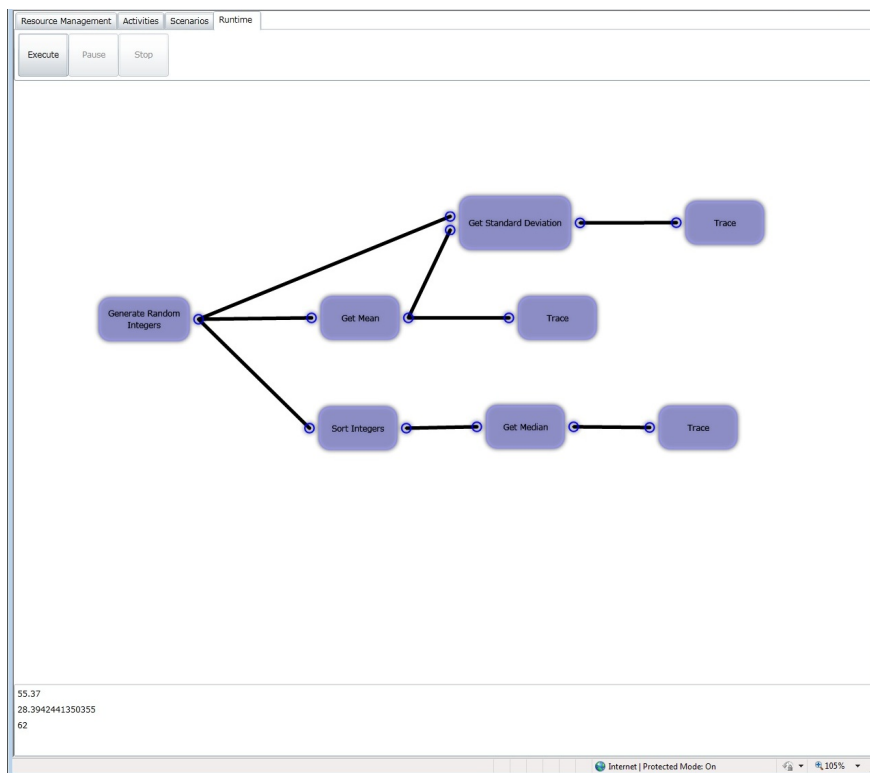 Resource Management Activities Scenarios Runtime
Execute Pause Stop
Get Standard Deviation Trace
Generate Random
Integers
Get Mean Trace
Sort Integers Get Median Trace
55.37
28.3942441350355
62
Internet | Protected Mode: On 105%